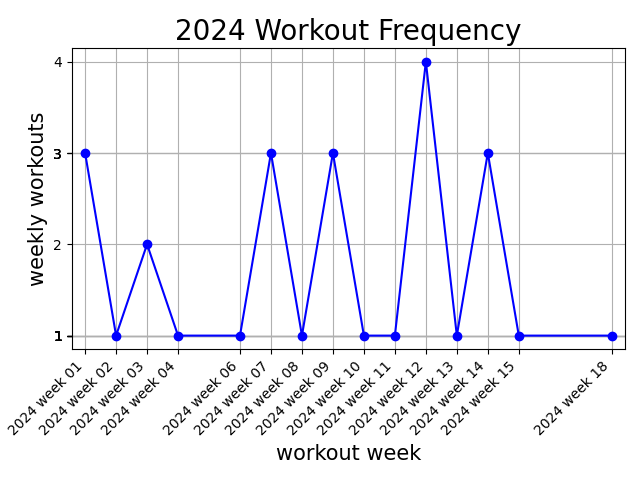 2024 Workout Frequency
weekly workouts
4
3
2
1
2024 week 01
2024 week 02
2024 week 03
2024 week 04
2024 week 06
2024 week 07
2024 week 08
2024 week 09
2024 week 10
2024 week 11
2024 week 12
2024 week 13
2024 week 14
2024 week 15
2024 week 18
workout week